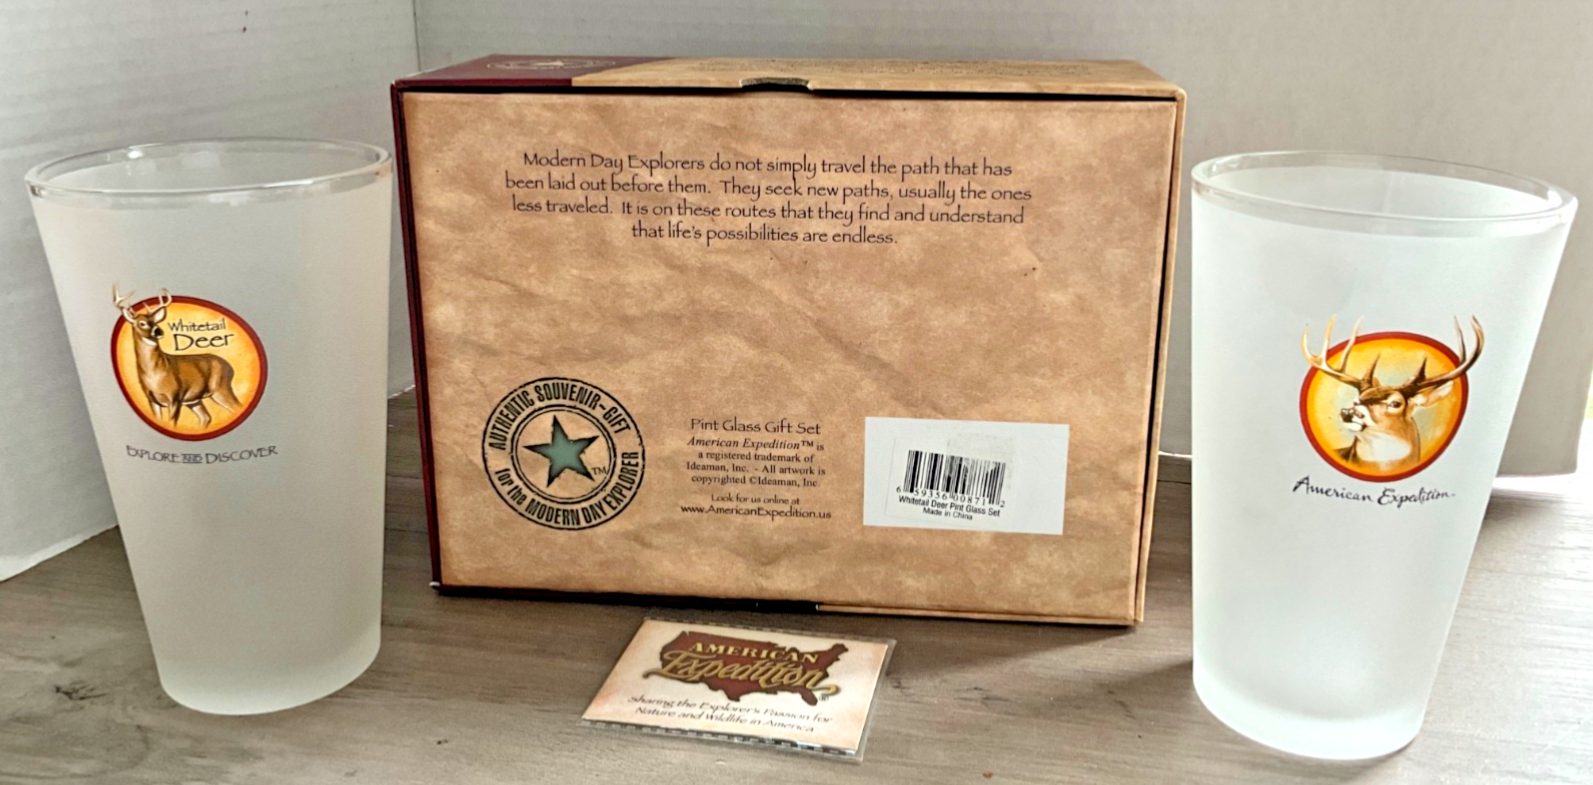 Whitetail
Deer
EXPLORE AND DISCOVER
Modern Day Explorers do not simply travel the path that has
been laid out before them. They seek new paths, usually the ones
less traveled. It is on these routes that they find and understand
that life's possibilities are endless.
AUTHENTIC SOUVENIR-GIFT
for the MODERN DAY EXPLORER
TM
Pint Glass Gift Set
American Expedition™ is
a registered trademark of
Ideaman, Inc. - All artwork is
copyrighted ©Ideaman, Inc.
Look for us online at
www.AmericanExpedition.us
6 59356 00871 2
Whitetail Deer Pint Glass Set
Made in China
AMERICAN
Expedition
Sharing the Explorer's Passion for
Nature and Wildlife in America
American Expedition